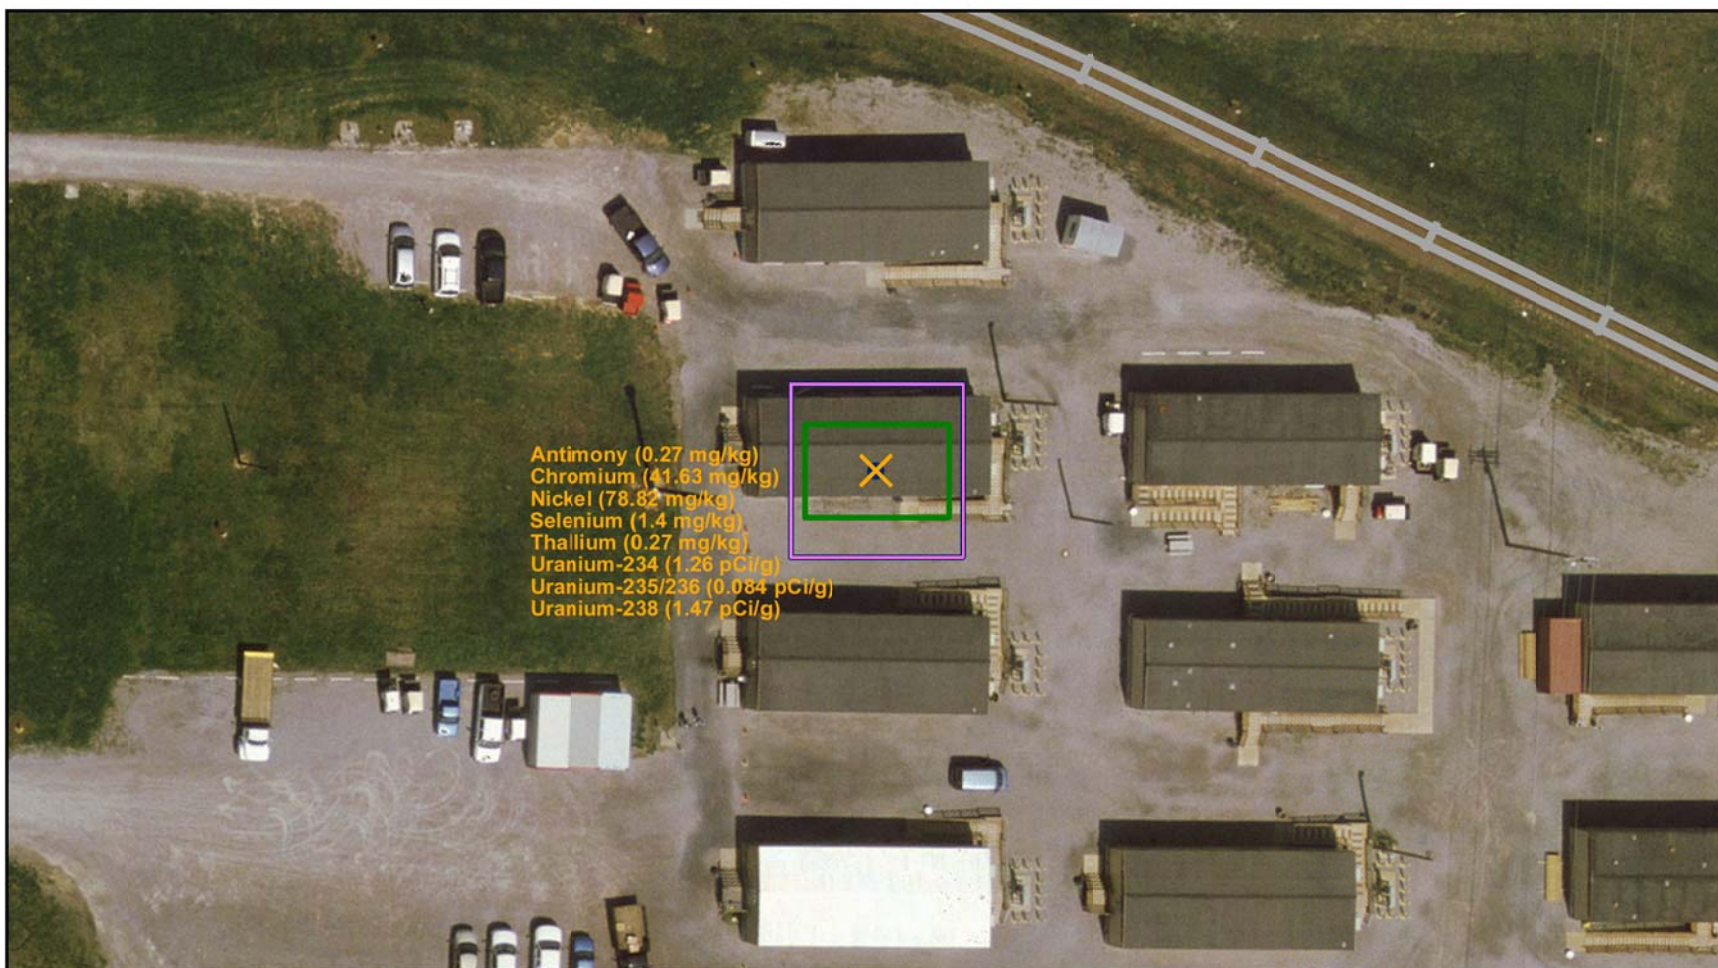 Antimony (0.27 mg/kg)
Chromium (41.63 mg/kg)
Nickel (78.82 mg/kg)
Selenium (1.4 mg/kg)
Thallium (0.27 mg/kg)
Uranium-234 (1.26 pCi/g)
Uranium-235/236 (0.084 pCi/g)
Uranium-238 (1.47 pCi/g)